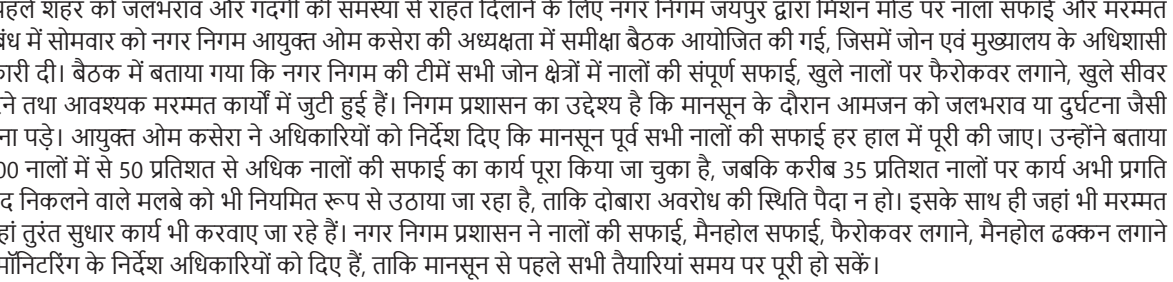 पहले शहर को जलभराव और गंदगी की समस्या से राहत दिलाने के लिए नगर निगम जयपुर द्वारा मिशन मोड पर नाला सफाई और मरम्मत
में सोमवार को नगर निगम आयुक्त ओम कसेरा की अध्यक्षता में समीक्षा बैठक आयोजित की गई, जिसमें जोन एवं मुख्यालय के अधिशासी
दी। बैठक में बताया गया कि नगर निगम की टीमें सभी जोन क्षेत्रों में नालों की संपूर्ण सफाई, खुले नालों पर फैरोकवर लगाने, खुले सीवर
तथा आवश्यक मरम्मत कार्यों में जुटी हुई हैं। निगम प्रशासन का उद्देश्य है कि मानसून के दौरान आमजन को जलभराव या दुर्घटना जैसी
ना पड़े। आयुक्त ओम कसेरा ने अधिकारियों को निर्देश दिए कि मानसून पूर्व सभी नालों की सफाई हर हाल में पूरी की जाए। उन्होंने बताया
नालों में से 50 प्रतिशत से अधिक नालों की सफाई का कार्य पूरा किया जा चुका है, जबकि करीब 35 प्रतिशत नालों पर कार्य अभी प्रगति
निकलने वाले मलबे को भी नियमित रूप से उठाया जा रहा है, ताकि दोबारा अवरोध की स्थिति पैदा न हो। इसके साथ ही जहां भी मरम्मत
तुरंत सुधार कार्य भी करवाए जा रहे हैं। नगर निगम प्रशासन ने नालों की सफाई, मैनहोल सफाई, फैरोकवर लगाने, मैनहोल ढक्कन लगाने
मॉनिटरिंग के निर्देश अधिकारियों को दिए हैं, ताकि मानसून से पहले सभी तैयारियां समय पर पूरी हो सकें।